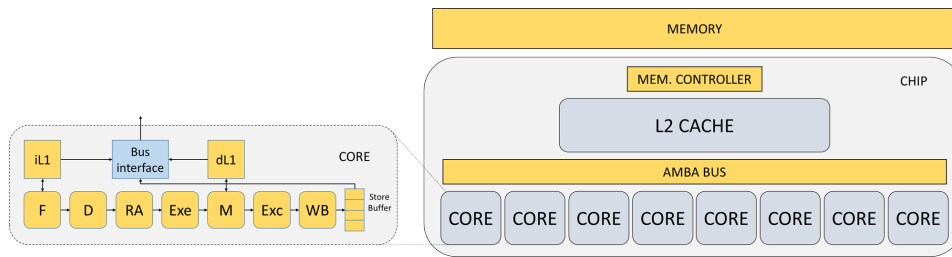 MEMORY
MEM. CONTROLLER
CHIP
L2 CACHE
AMBA BUS
CORE CORE CORE CORE CORE CORE CORE CORE
iL1
Bus
interface
dL1
CORE
F D RA Exe M Exc WB
Store
Buffer